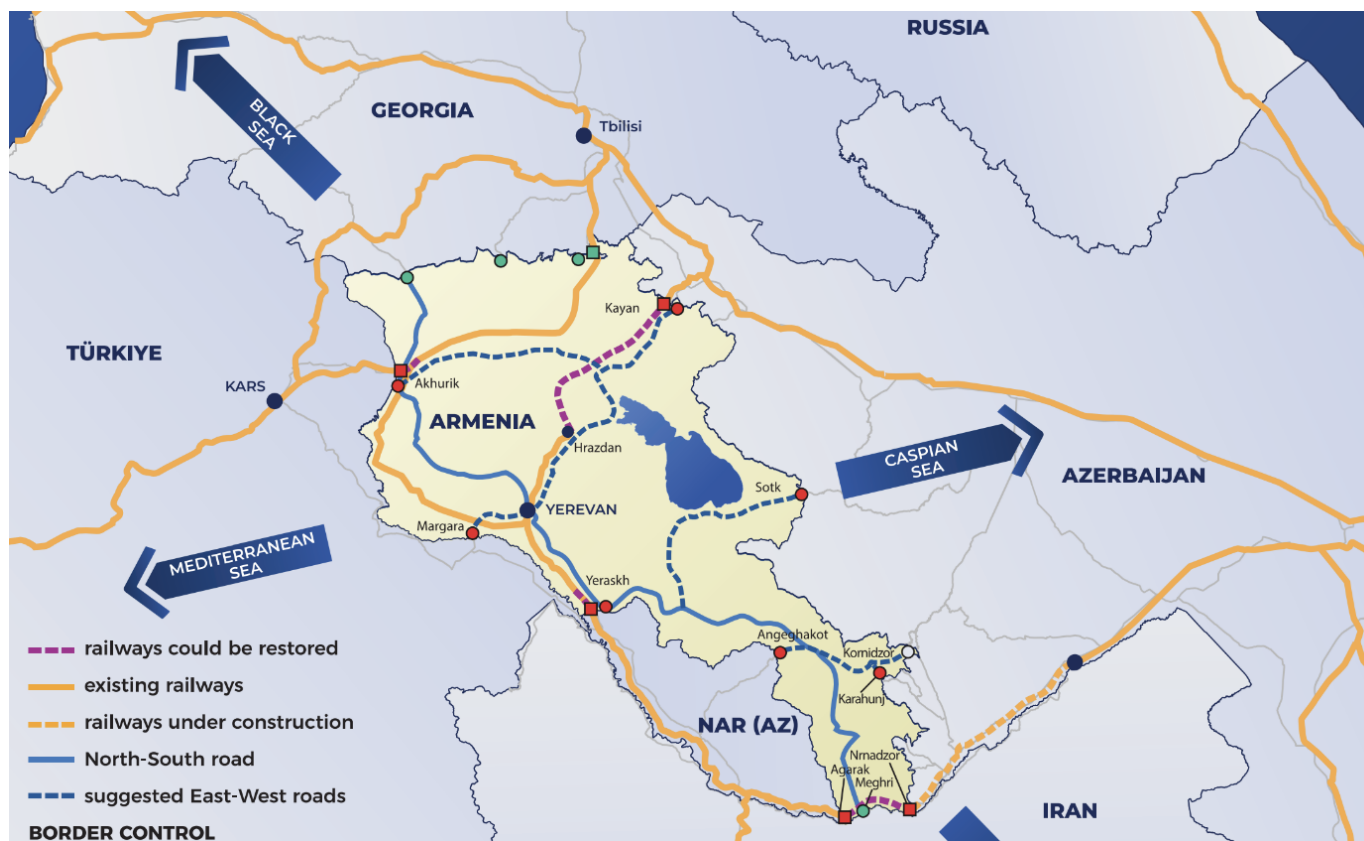 RUSSIA
BLACK
SEA
GEORGIA
Tbilisi
Kayan
TÜRKIYE
KARS
Akhurik
ARMENIA
Hrazdan
CASPIAN
SEA
AZERBAIJAN
Sotk
YEREVAN
Margara
MEDITERRANEAN
SEA
Yeraskh
Angeghakot
Kornidzor
Karahunj
NAR (AZ)
Nrnadzor
Agarak
Meghri
IRAN
railways could be restored
existing railways
railways under construction
North-South road
suggested East-West roads
BORDER CONTROL